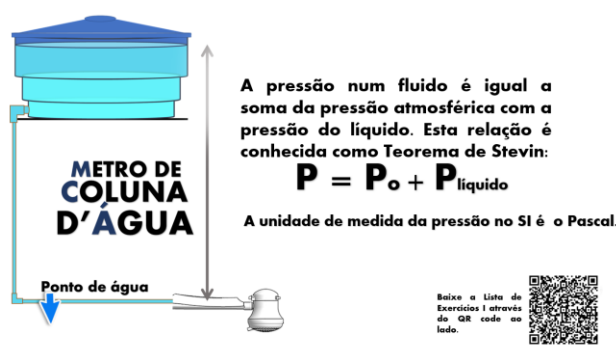 A pressão num fluido é igual a
soma da pressão atmosférica com a
pressão do líquido. Esta relação é
conhecida como Teorema de Stevin:
P = Po + Plíquido
A unidade de medida da pressão no SI é o Pascal.
METRO DE
COLUNA
D’ÁGUA
Ponto de água
Baixe a Lista de
Exercícios I através
do QR code ao
lado.